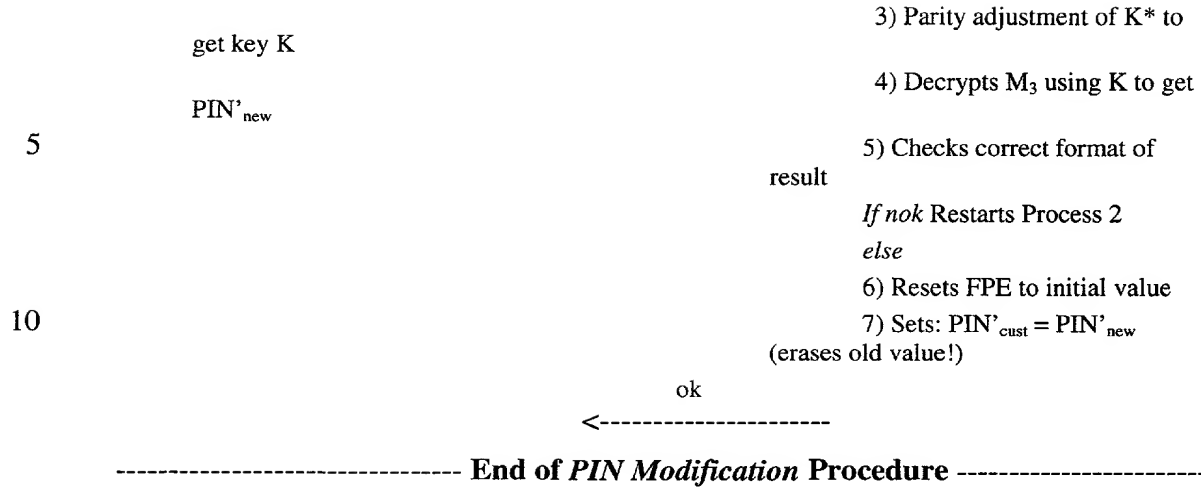 3) Parity adjustment of K* to
get key K
4) Decrypts M₃ using K to get
PIN'new
5
5) Checks correct format of
result
If nok Restarts Process 2
else
6) Resets FPE to initial value
10
7) Sets: PIN'cust = PIN'new
(erases old value!)
ok
<----------------------
------------------------------- End of PIN Modification Procedure ----------------------